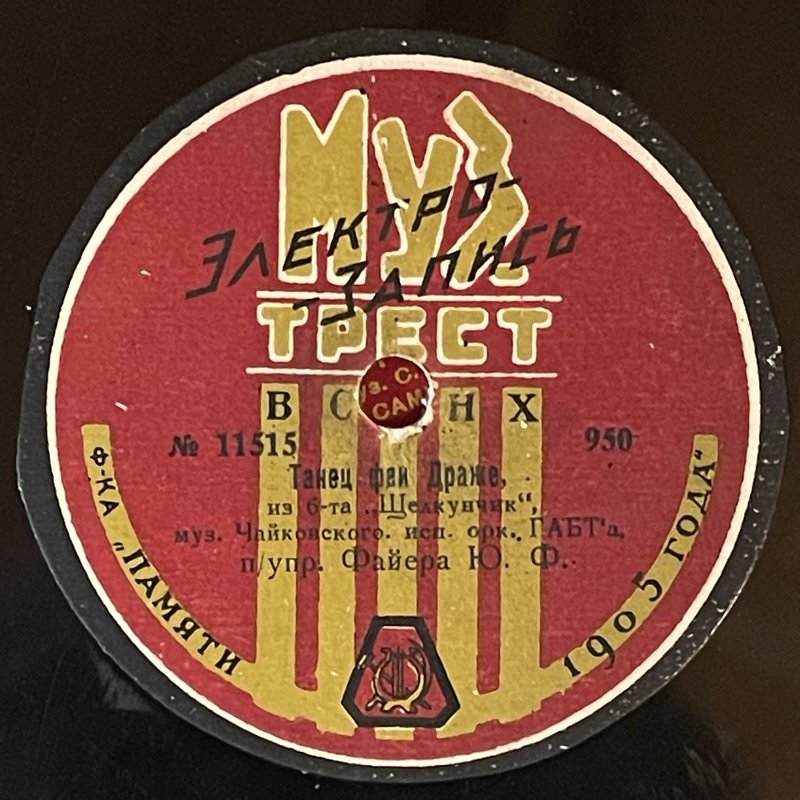 МУЗ
ЭЛЕКТРО-
-ЗАПИСЬ
ТРЕСТ
ВСНХ
№ 11515 950
Танец феи Драже,
из б-та „Щелкунчик",
муз. Чайковского. исп. орк. ГАБТ'а,
п/упр. Файера Ю. Ф.
Ф-КА „ПАМЯТИ 1905 ГОДА"